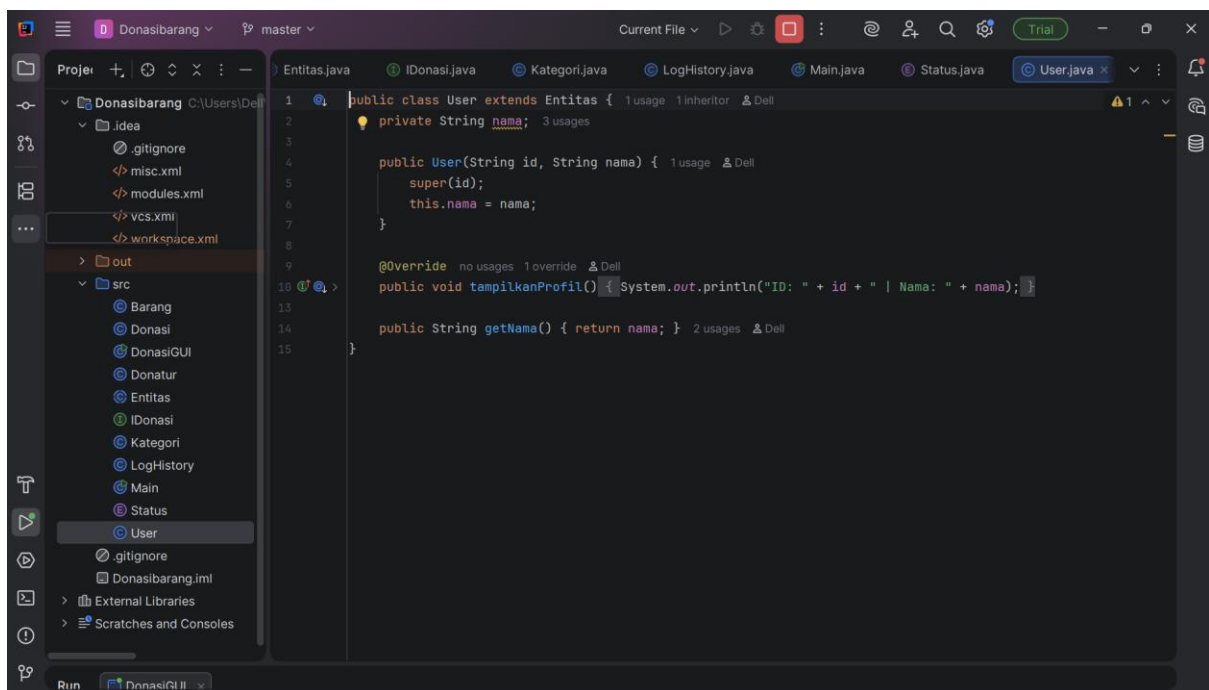 D Donasibarang
master
Current File
Trial
Project
Entitas.java
IDonasi.java
Kategori.java
LogHistory.java
Main.java
Status.java
User.java
Donasibarang C:\Users\Dell
.idea
.gitignore
misc.xml
modules.xml
vcs.xml
workspace.xml
out
src
Barang
Donasi
DonasiGUI
Donatur
Entitas
IDonasi
Kategori
LogHistory
Main
Status
User
.gitignore
Donasibarang.iml
External Libraries
Scratches and Consoles
1 public class User extends Entitas { 1 usage 1 inheritor Dell
1
2 private String nama; 3 usages
3
4 public User(String id, String nama) { 1 usage Dell
5 super(id);
6 this.nama = nama;
7 }
8
9 @Override no usages 1 override Dell
10 public void tampilkanProfil() { System.out.println("ID: " + id + " | Nama: " + nama); }
13
14 public String getNama() { return nama; } 2 usages Dell
15 }
Run DonasiGUI